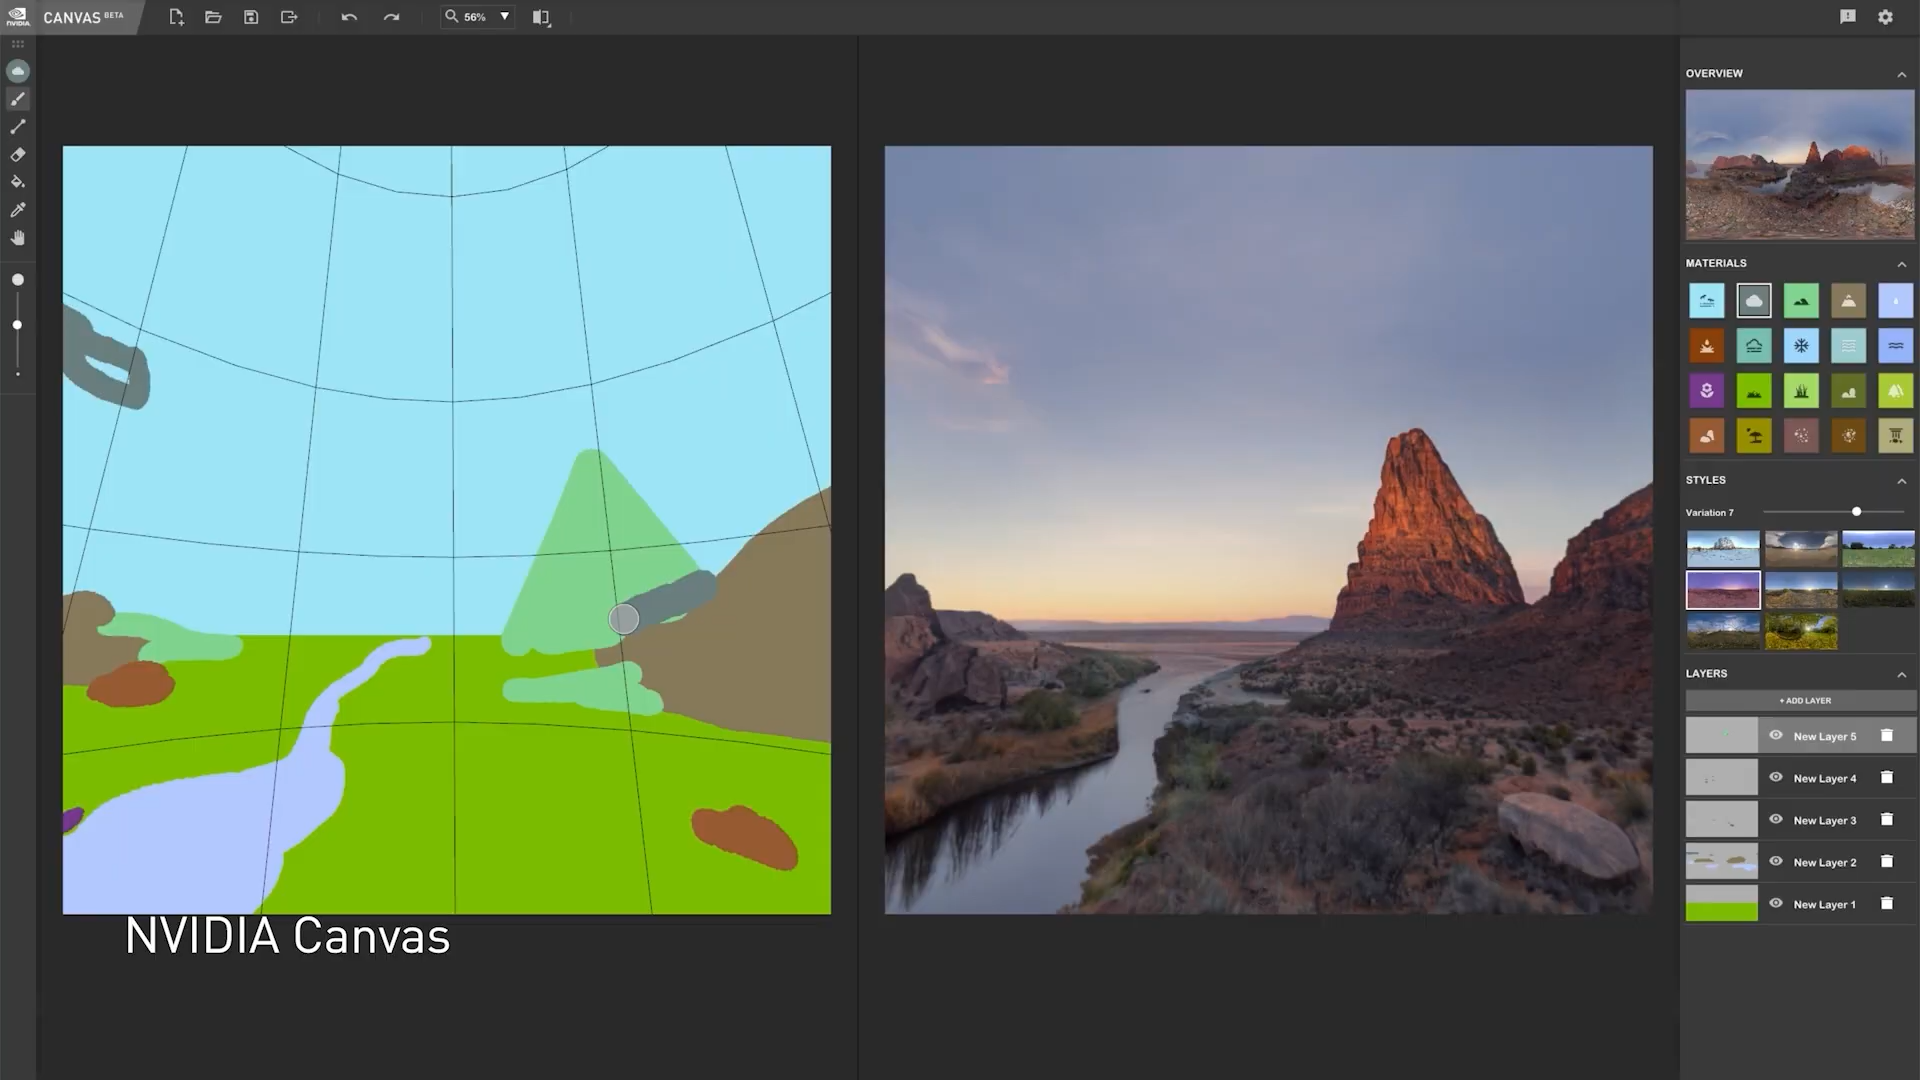 NVIDIA
CANVAS BETA
56%
OVERVIEW
MATERIALS
STYLES
Variation 7
LAYERS
+ ADD LAYER
New Layer 5
New Layer 4
New Layer 3
New Layer 2
New Layer 1
NVIDIA Canvas